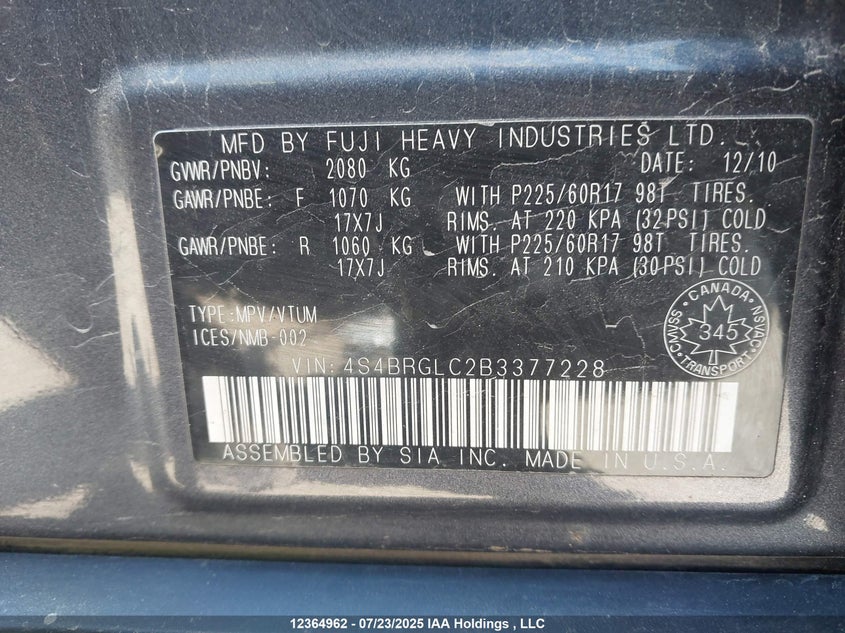 MFD BY FUJI HEAVY INDUSTRIES LTD.
GVWR/PNBV: 2080 KG DATE: 12/10
GAWR/PNBE: F 1070 KG WITH P225/60R17 98T TIRES.
17X7J RIMS. AT 220 KPA (32PSI) COLD
GAWR/PNBE: R 1060 KG WITH P225/60R17 98T TIRES.
17X7J RIMS. AT 210 KPA (30PSI) COLD
TYPE:MPV/VTUM
ICES/NMB-002
CANADA
CMVSS 345 NSVAC
TRANSPORT
VIN: 4S4BRGLC2B3377228
ASSEMBLED BY SIA INC. MADE IN U.S.A.
12364962 - 07/23/2025 IAA Holdings , LLC